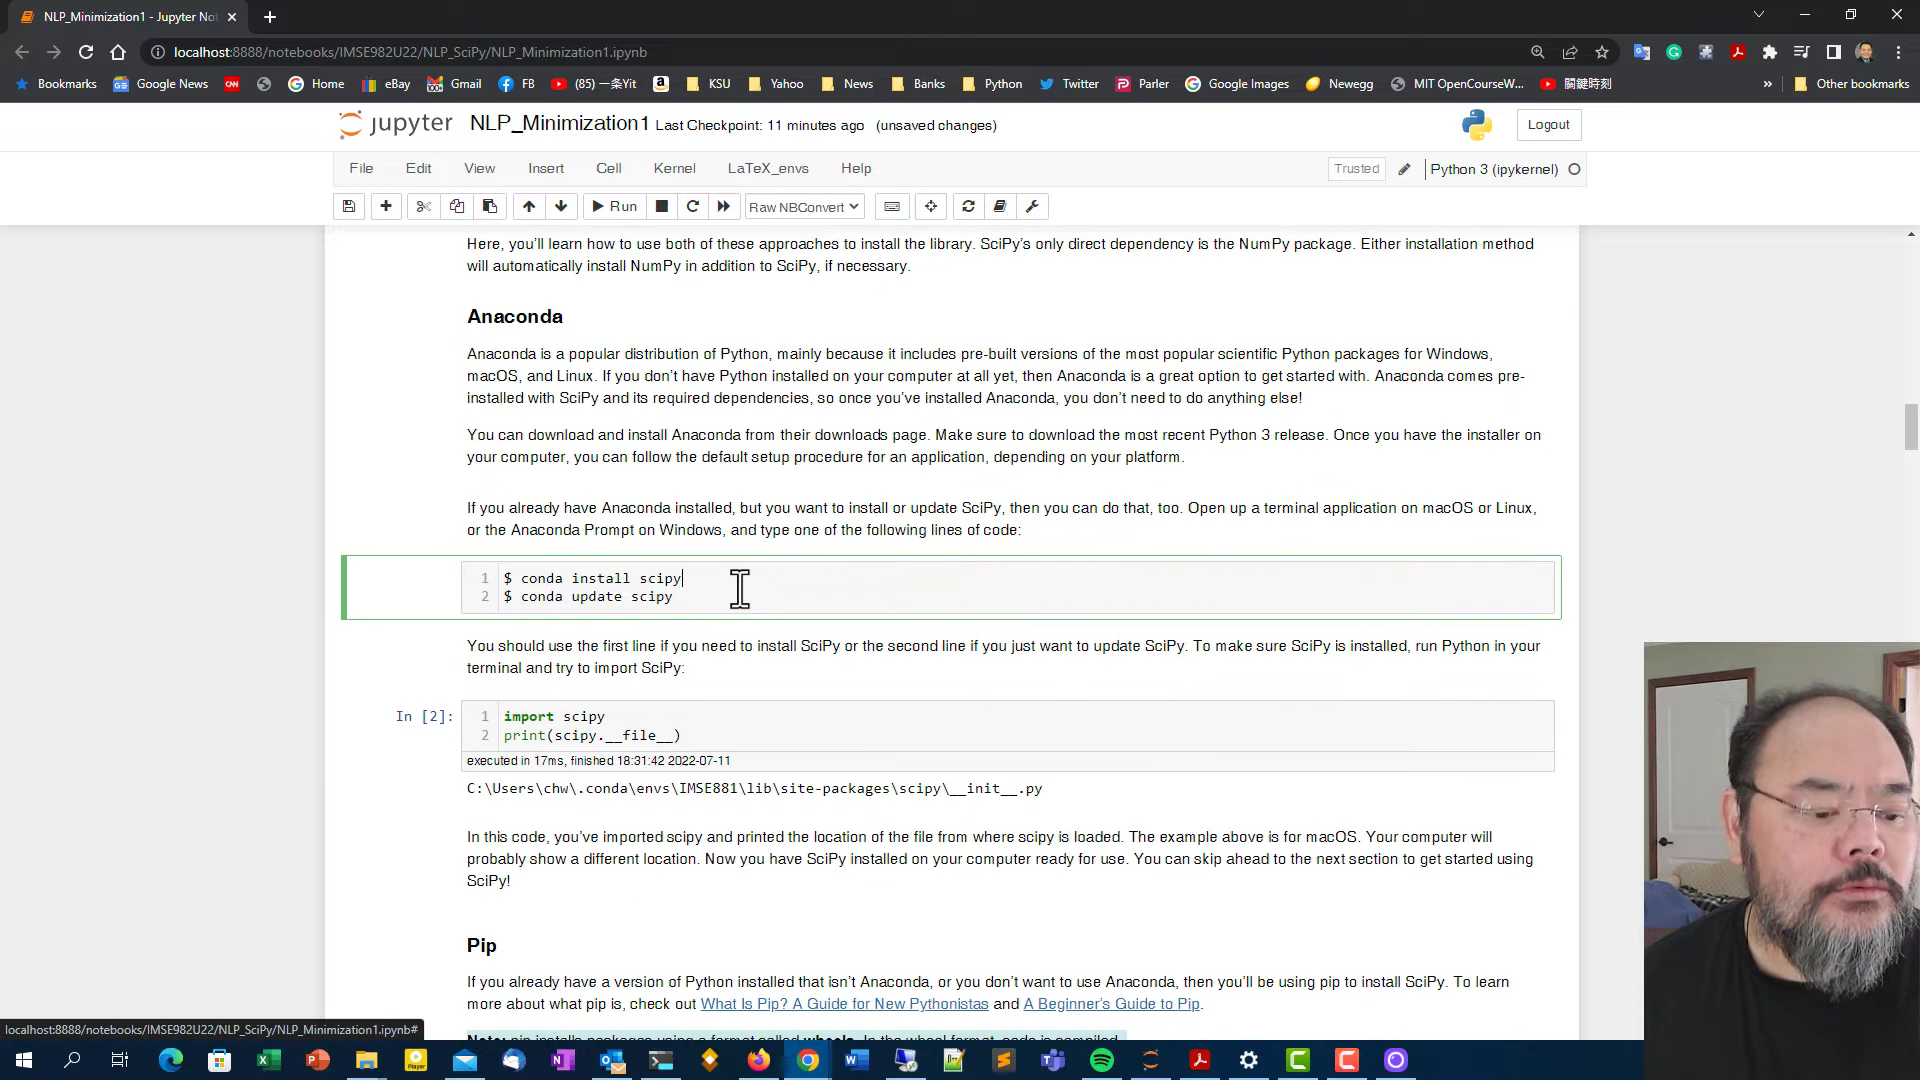 NLP_Minimization1 - Jupyter Not
localhost:8888/notebooks/IMSE982U22/NLP_SciPy/NLP_Minimization1.ipynb
Bookmarks Google News CNN Home eBay Gmail FB (85) 一条Yit KSU Yahoo News Banks Python Twitter Parler Google Images Newegg MIT OpenCourseW... 關鍵時刻 » Other bookmarks
jupyter NLP_Minimization1 Last Checkpoint: 11 minutes ago (unsaved changes) Logout
File Edit View Insert Cell Kernel LaTeX_envs Help Trusted Python 3 (ipykernel)
Run Raw NBConvert
Here, you’ll learn how to use both of these approaches to install the library. SciPy’s only direct dependency is the NumPy package. Either installation method
will automatically install NumPy in addition to SciPy, if necessary.
Anaconda
Anaconda is a popular distribution of Python, mainly because it includes pre-built versions of the most popular scientific Python packages for Windows,
macOS, and Linux. If you don’t have Python installed on your computer at all yet, then Anaconda is a great option to get started with. Anaconda comes pre-
installed with SciPy and its required dependencies, so once you’ve installed Anaconda, you don’t need to do anything else!
You can download and install Anaconda from their downloads page. Make sure to download the most recent Python 3 release. Once you have the installer on
your computer, you can follow the default setup procedure for an application, depending on your platform.
If you already have Anaconda installed, but you want to install or update SciPy, then you can do that, too. Open up a terminal application on macOS or Linux,
or the Anaconda Prompt on Windows, and type one of the following lines of code:
1 $ conda install scipy
2 $ conda update scipy
You should use the first line if you need to install SciPy or the second line if you just want to update SciPy. To make sure SciPy is installed, run Python in your
terminal and try to import SciPy:
In [2]: 1 import scipy
2 print(scipy.__file__)
executed in 17ms, finished 18:31:42 2022-07-11
C:\Users\chw\.conda\envs\IMSE881\lib\site-packages\scipy\__init__.py
In this code, you’ve imported scipy and printed the location of the file from where scipy is loaded. The example above is for macOS. Your computer will
probably show a different location. Now you have SciPy installed on your computer ready for use. You can skip ahead to the next section to get started using
SciPy!
Pip
If you already have a version of Python installed that isn’t Anaconda, or you don’t want to use Anaconda, then you’ll be using pip to install SciPy. To learn
more about what pip is, check out What Is Pip? A Guide for New Pythonistas and A Beginner’s Guide to Pip.
Note: pip installs packages using a format called wheels. In the wheel format, code is compiled
localhost:8888/notebooks/IMSE982U22/NLP_SciPy/NLP_Minimization1.ipynb#
Player